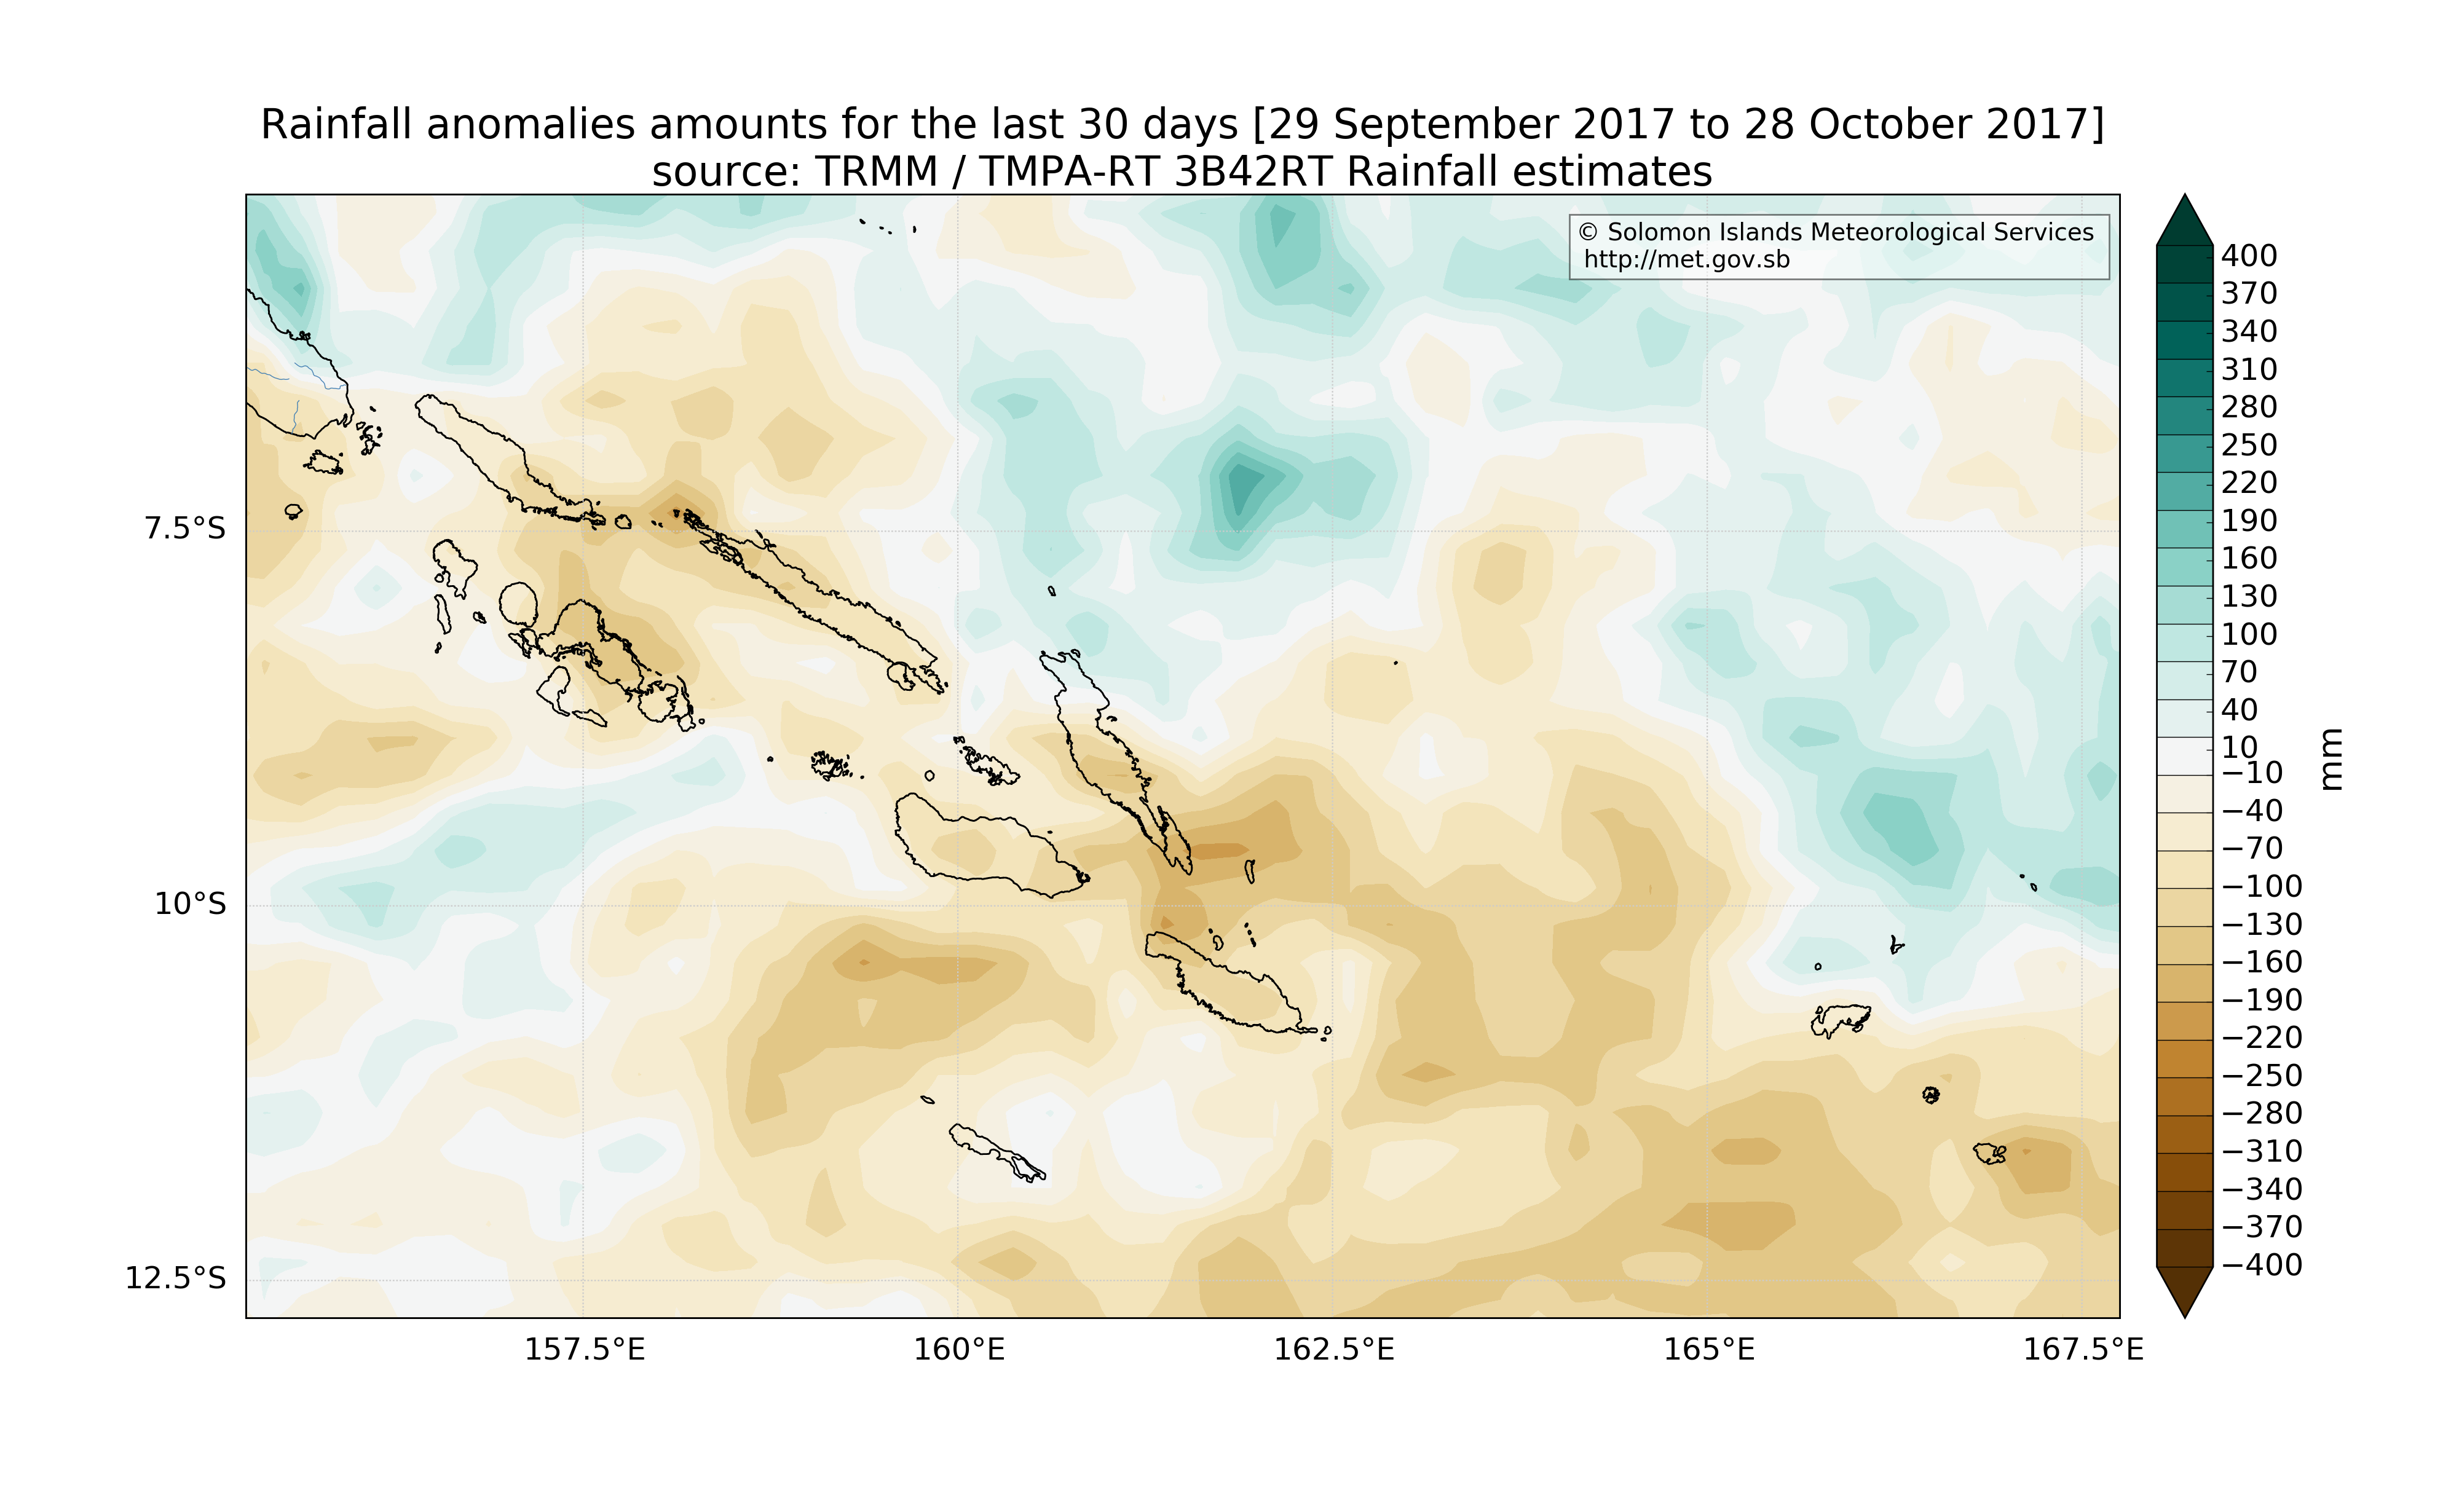 Rainfall anomalies amounts for the last 30 days [29 September 2017 to 28 October 2017]
source: TRMM / TMPA-RT 3B42RT Rainfall estimates
© Solomon Islands Meteorological Services
http://met.gov.sb
7.5°S
10°S
12.5°S
157.5°E
160°E
162.5°E
165°E
167.5°E
400
370
340
310
280
250
220
190
160
130
100
70
40
10
−10
−40
−70
−100
−130
−160
−190
−220
−250
−280
−310
−340
−370
−400
mm